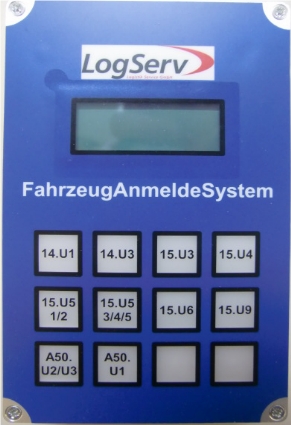 LogServ
FahrzeugAnmeldeSystem
14.U1
14.U3
15.U3
15.U4
15.U5
1/2
15.U5
3/4/5
15.U6
15.U9
A50.
U2/U3
A50.
U1